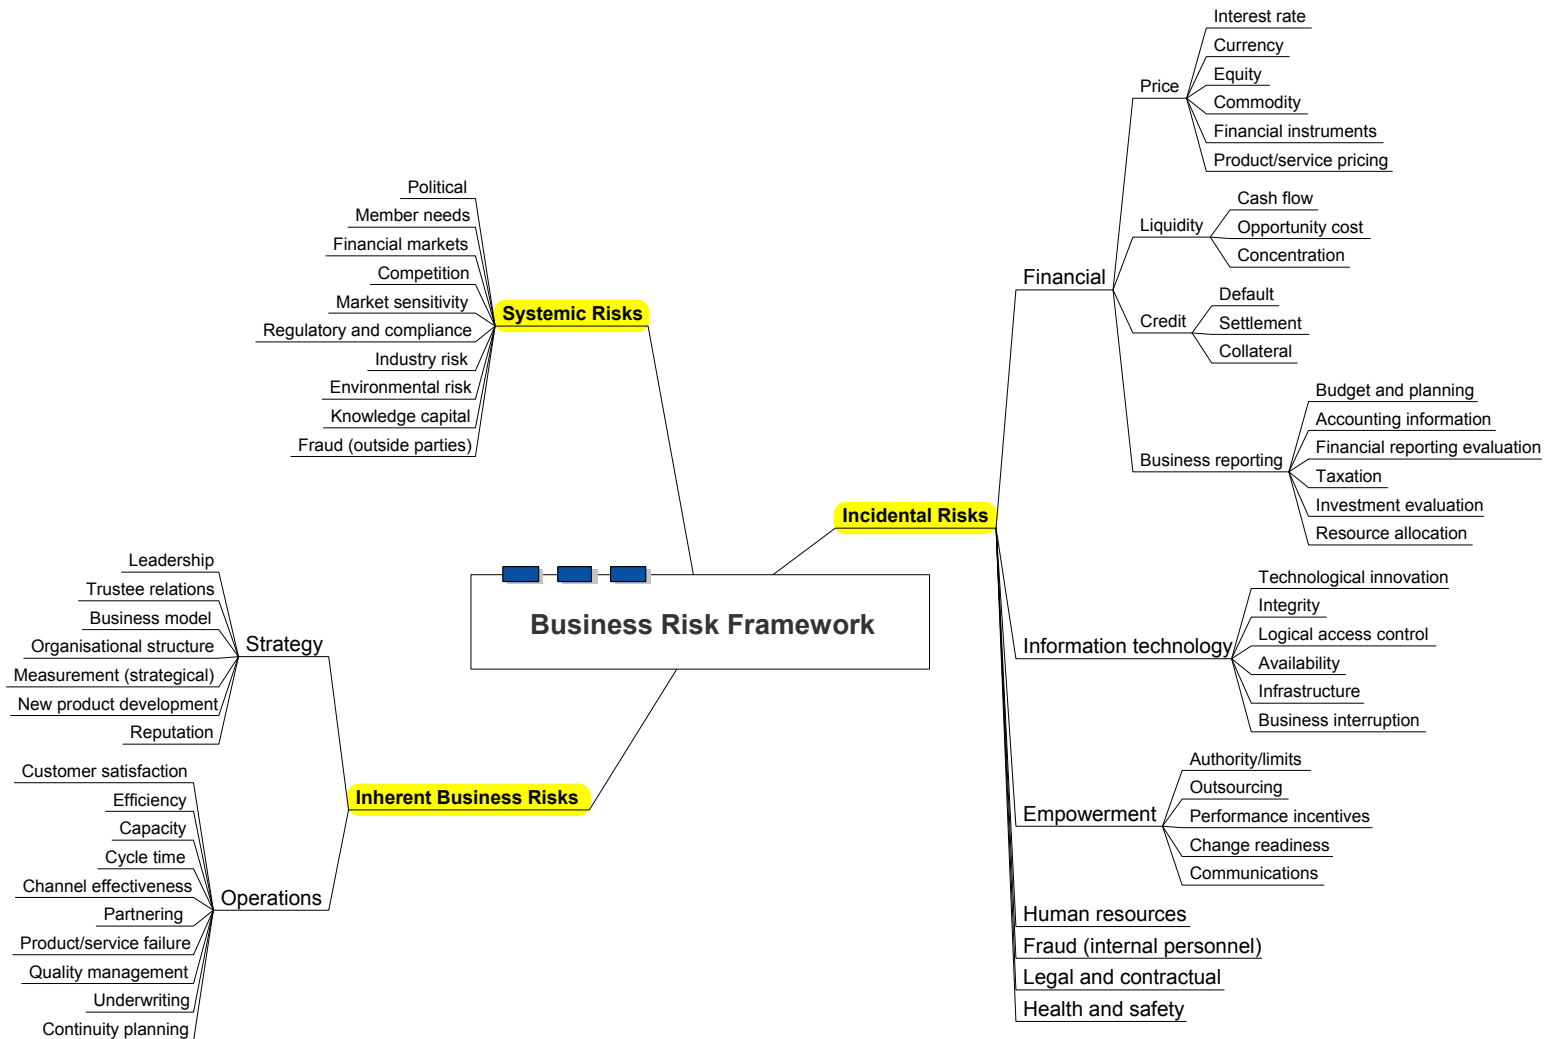 Business Risk Framework
Systemic Risks
Political
Member needs
Financial markets
Competition
Market sensitivity
Regulatory and compliance
Industry risk
Environmental risk
Knowledge capital
Fraud (outside parties)
Inherent Business Risks
Strategy
Leadership
Trustee relations
Business model
Organisational structure
Measurement (strategical)
New product development
Reputation
Operations
Customer satisfaction
Efficiency
Capacity
Cycle time
Channel effectiveness
Partnering
Product/service failure
Quality management
Underwriting
Continuity planning
Incidental Risks
Financial
Price
Interest rate
Currency
Equity
Commodity
Financial instruments
Product/service pricing
Liquidity
Cash flow
Opportunity cost
Concentration
Credit
Default
Settlement
Collateral
Business reporting
Budget and planning
Accounting information
Financial reporting evaluation
Taxation
Investment evaluation
Resource allocation
Information technology
Technological innovation
Integrity
Logical access control
Availability
Infrastructure
Business interruption
Empowerment
Authority/limits
Outsourcing
Performance incentives
Change readiness
Communications
Human resources
Fraud (internal personnel)
Legal and contractual
Health and safety